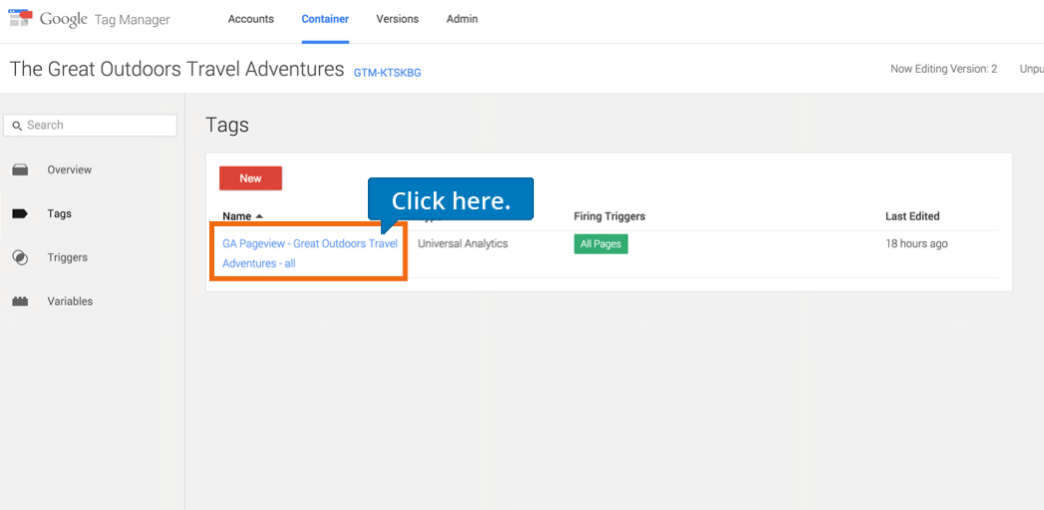 Google Tag Manager
Accounts
Container
Versions
Admin
The Great Outdoors Travel Adventures GTM-KTSKBG
Now Editing Version: 2
Search
Tags
Overview
New
Click here.
Tags
Name
Firing Triggers
Last Edited
GA Pageview - Great Outdoors Travel
Adventures - all
Universal Analytics
All Pages
18 hours ago
Triggers
Variables